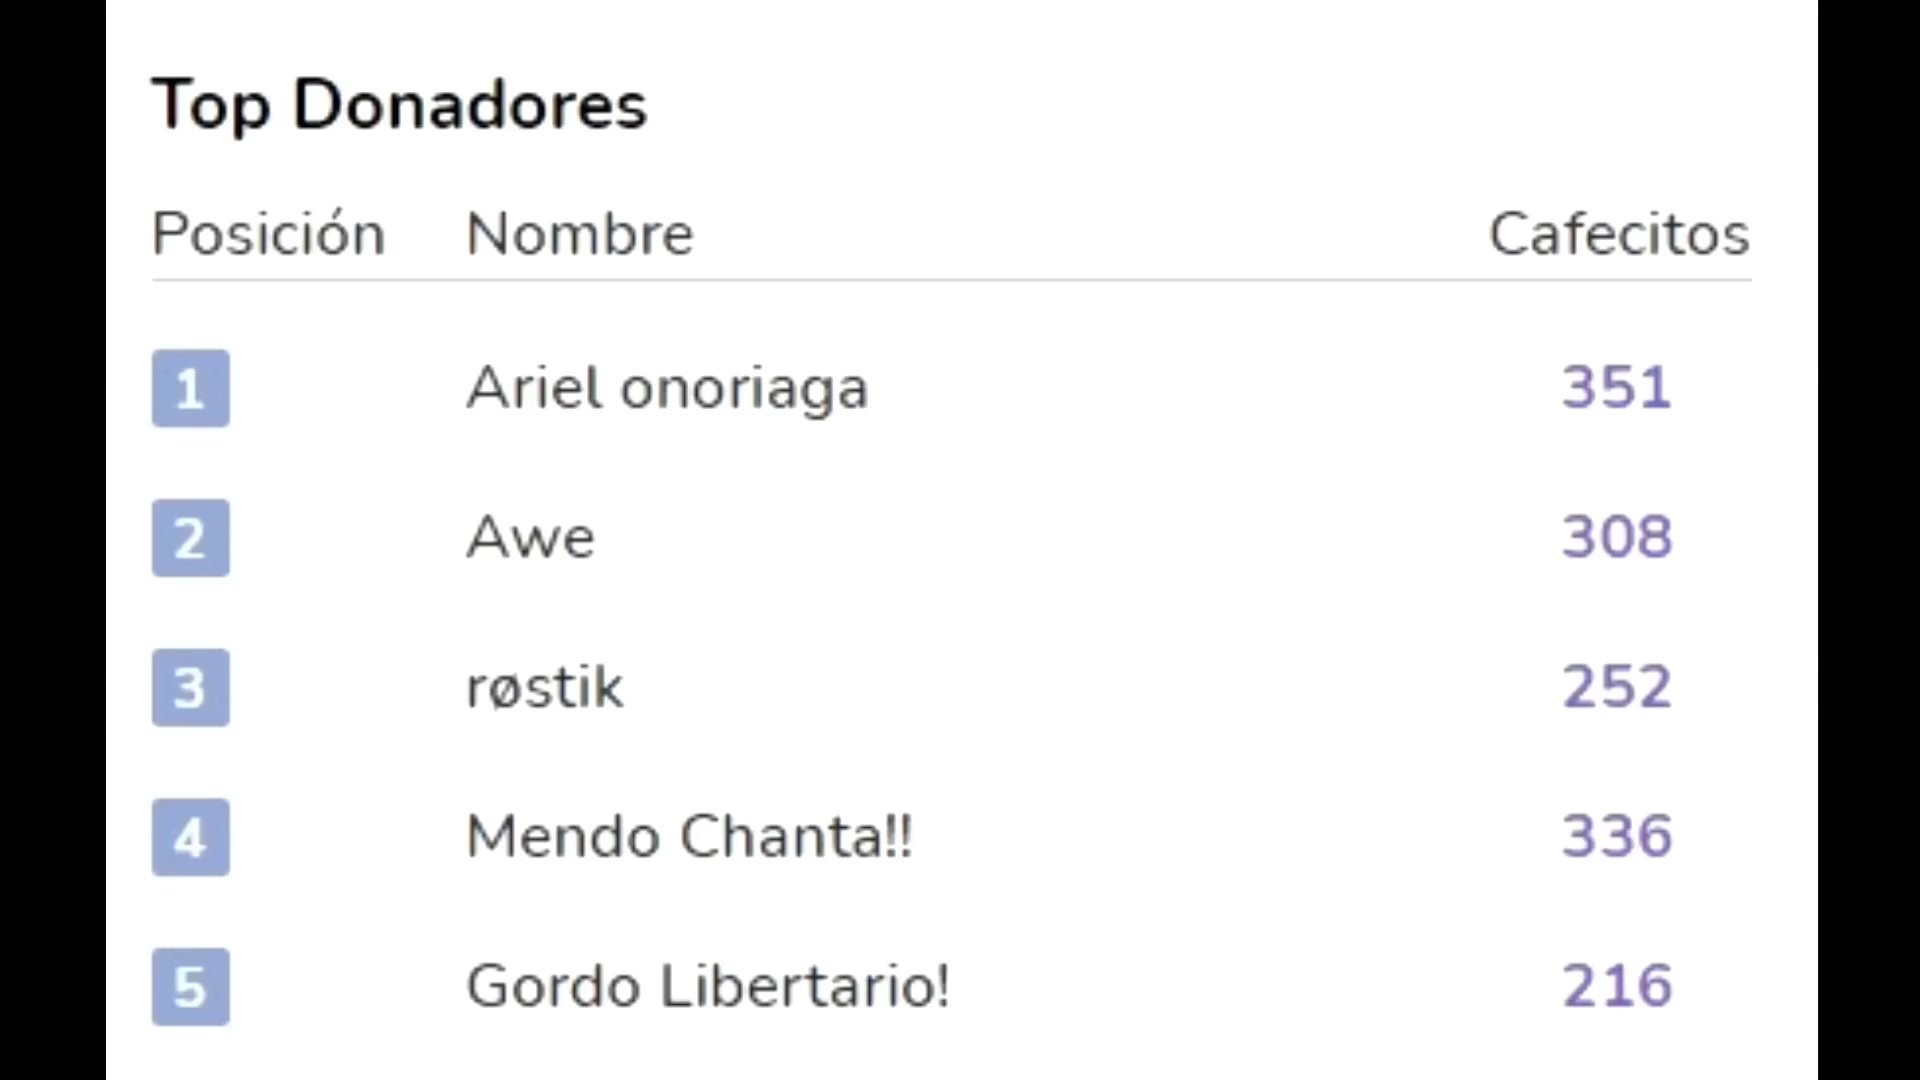 Top Donadores
Posición Nombre Cafecitos
1 Ariel onoriaga 351
2 Awe 308
3 røstik 252
4 Mendo Chanta!! 336
5 Gordo Libertario! 216